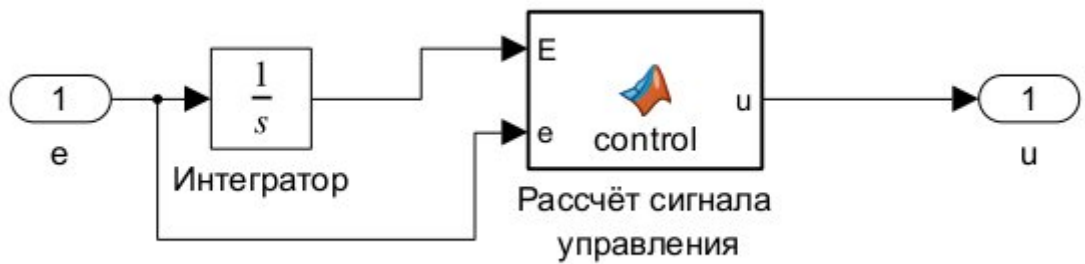 1
e
1
s
Интегратор
E
e
control
u
Рассчёт сигнала
управления
1
u